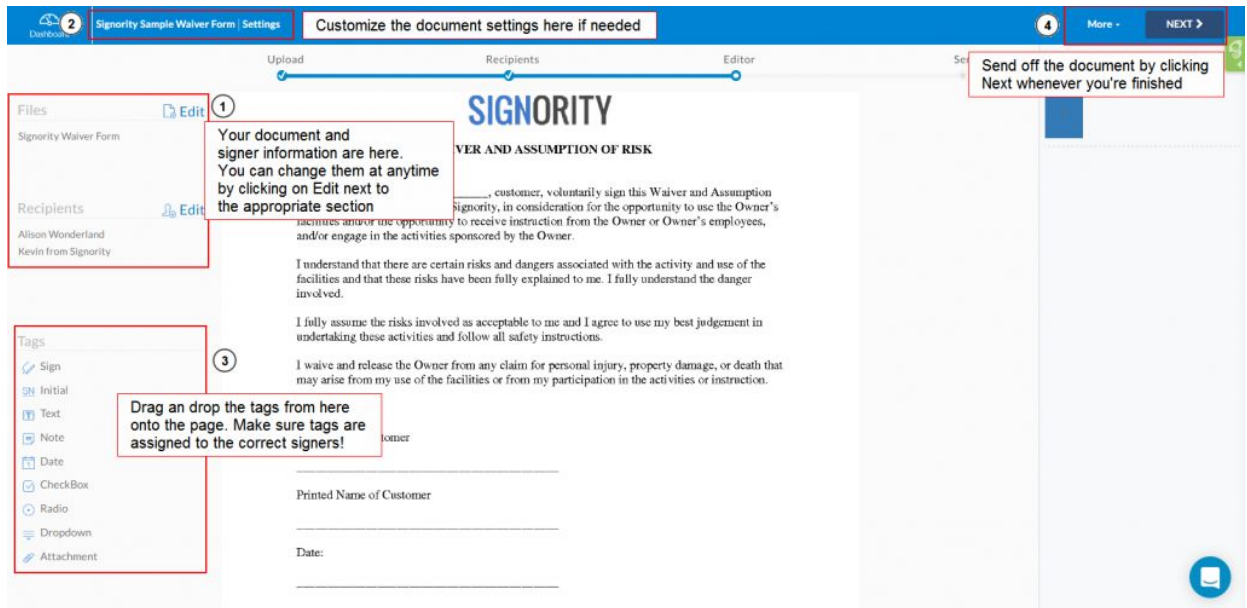 Dashboard
2
Signority Sample Waiver Form | Settings
Customize the document settings here if needed
4
More
NEXT
Upload
Recipients
Editor
Send off the document by clicking
Next whenever you're finished
Files
Edit
1
Signority Waiver Form
Your document and
signer information are here.
You can change them at anytime
by clicking on Edit next to
the appropriate section
Recipients
Edit
Alison Wonderland
Kevin from Signority
SIGNORITY
VER AND ASSUMPTION OF RISK
______, customer, voluntarily sign this Waiver and Assumption
Signority, in consideration for the opportunity to use the Owner's
facilities and/or the opportunity to receive instruction from the Owner or Owner's employees,
and/or engage in the activities sponsored by the Owner.
I understand that there are certain risks and dangers associated with the activity and use of the
facilities and that these risks have been fully explained to me. I fully understand the danger
involved.
I fully assume the risks involved as acceptable to me and I agree to use my best judgement in
undertaking these activities and follow all safety instructions.
I waive and release the Owner from any claim for personal injury, property damage, or death that
may arise from my use of the facilities or from my participation in the activities or instruction.
Tags
3
Sign
SN Initial
Text
Note
Date
CheckBox
Radio
Dropdown
Attachment
Drag an drop the tags from here
onto the page. Make sure tags are
assigned to the correct signers!
tomer
Printed Name of Customer
Date: